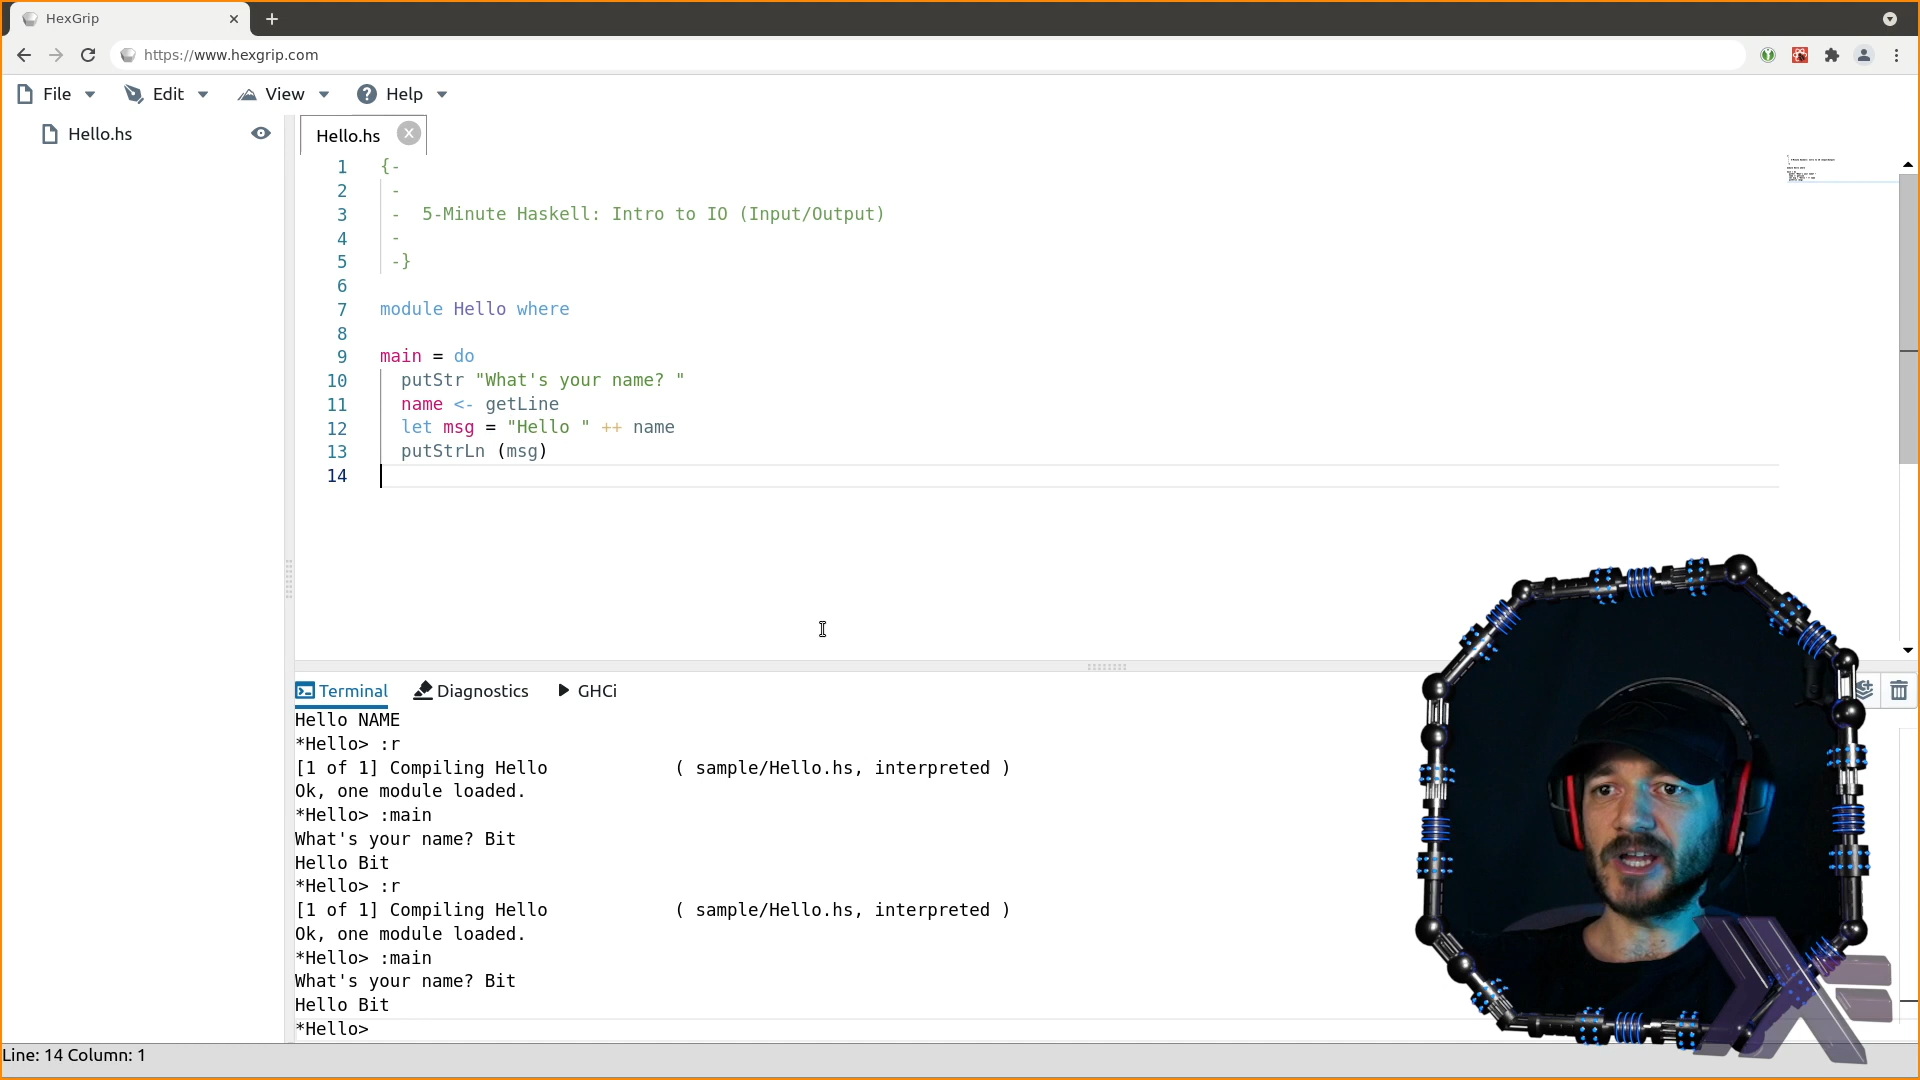 HexGrip
https://www.hexgrip.com
File Edit View Help
Hello.hs
Hello.hs
1 {-
2 -
3 - 5-Minute Haskell: Intro to IO (Input/Output)
4 -
5 -}
6
7 module Hello where
8
9 main = do
10 putStr "What's your name? "
11 name <- getLine
12 let msg = "Hello " ++ name
13 putStrLn (msg)
14
Terminal Diagnostics GHCi
Hello NAME
*Hello> :r
[1 of 1] Compiling Hello ( sample/Hello.hs, interpreted )
Ok, one module loaded.
*Hello> :main
What's your name? Bit
Hello Bit
*Hello> :r
[1 of 1] Compiling Hello ( sample/Hello.hs, interpreted )
Ok, one module loaded.
*Hello> :main
What's your name? Bit
Hello Bit
*Hello>
Line: 14 Column: 1